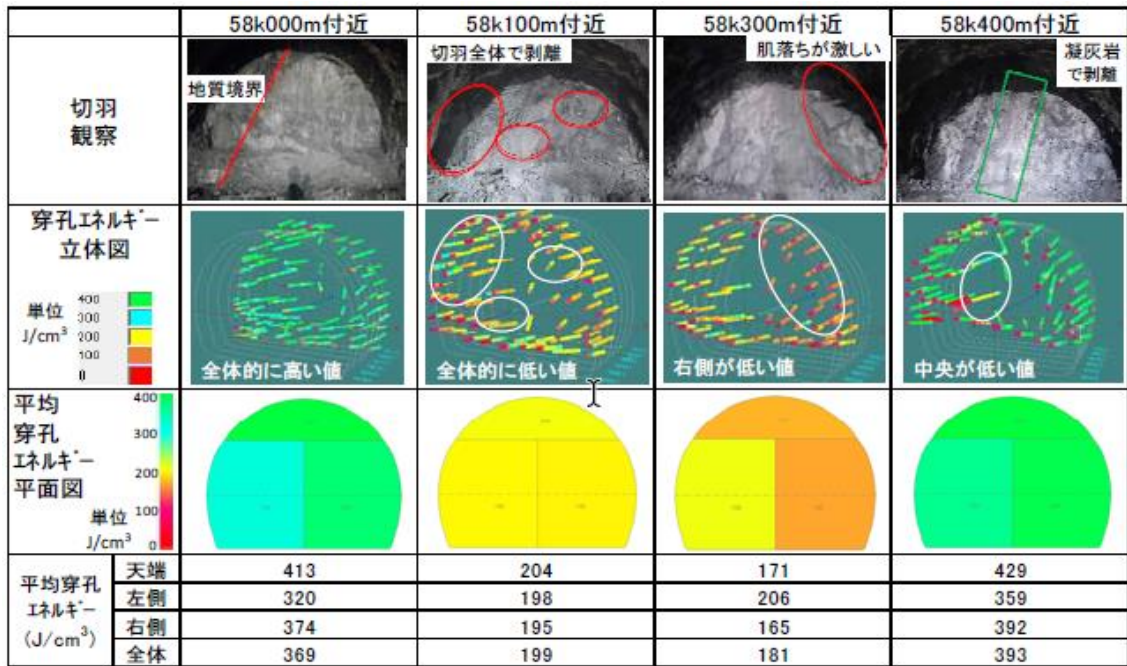 58k000m付近 58k100m付近 58k300m付近 58k400m付近
切羽
観察
地質境界
切羽全体で剥離
肌落ちが激しい
凝灰岩
で剥離
穿孔エネルギー
立体図
単位
J/cm³
400
300
200
100
0
全体的に高い値
全体的に低い値
右側が低い値
中央が低い値
平均
穿孔
エネルギー
平面図
単位
J/cm³
400
300
200
100
0
平均穿孔
エネルギー
(J/cm³)
天端 413 204 171 429
左側 320 198 206 359
右側 374 195 165 392
全体 369 199 181 393